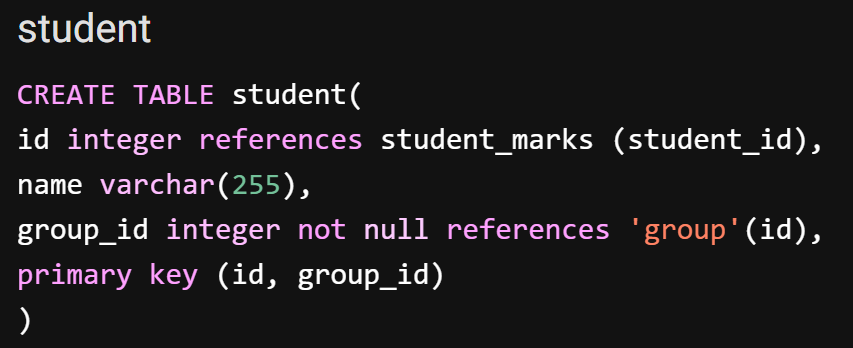 student
CREATE TABLE student(
id integer references student_marks (student_id),
name varchar(255),
group_id integer not null references 'group'(id),
primary key (id, group_id)
)